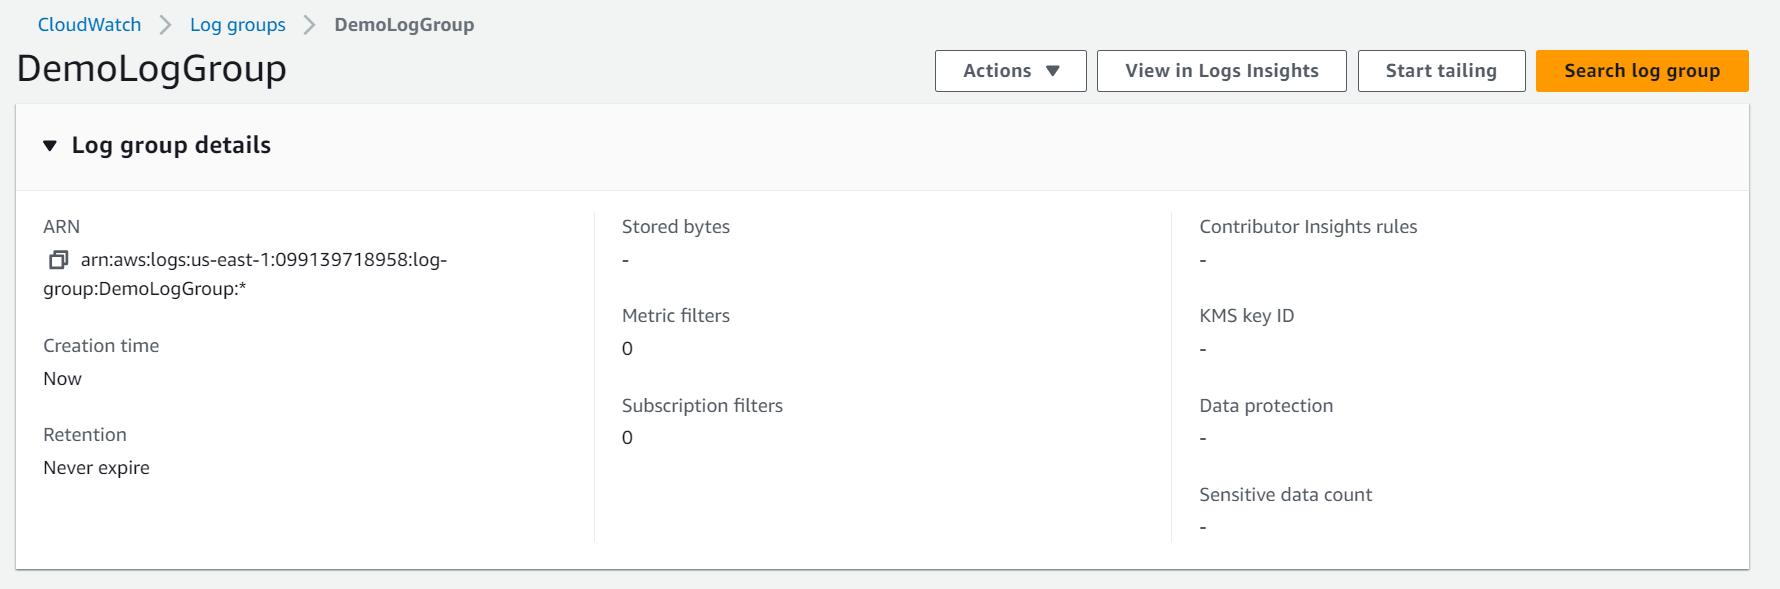 CloudWatch > Log groups > DemoLogGroup
DemoLogGroup
Actions
View in Logs Insights
Start tailing
Search log group
Log group details
ARN
arn:aws:logs:us-east-1:099139718958:log-
group:DemoLogGroup:*
Creation time
Now
Retention
Never expire
Stored bytes
-
Metric filters
0
Subscription filters
0
Contributor Insights rules
-
KMS key ID
-
Data protection
-
Sensitive data count
-